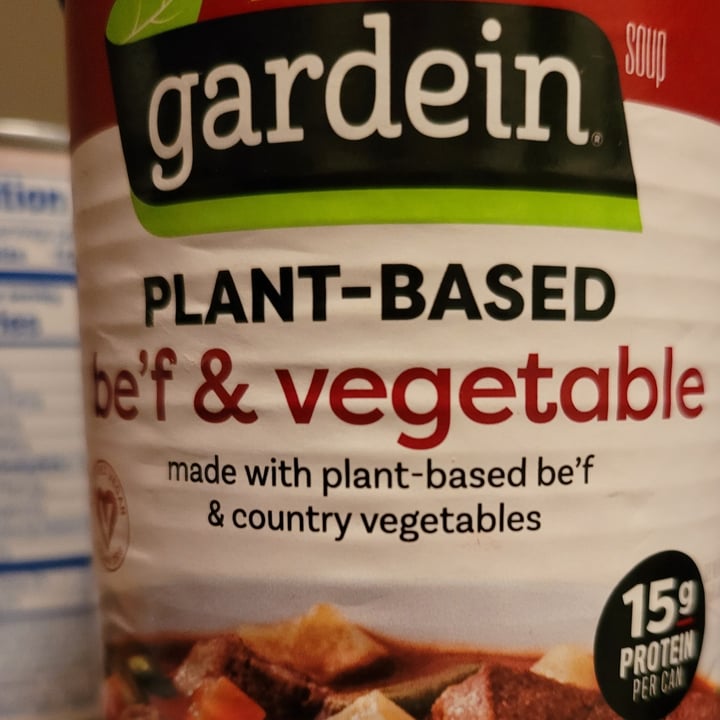 gardein®
SOUP
PLANT-BASED
be'f & vegetable
made with plant-based be'f
& country vegetables
15g
PROTEIN
PER CAN